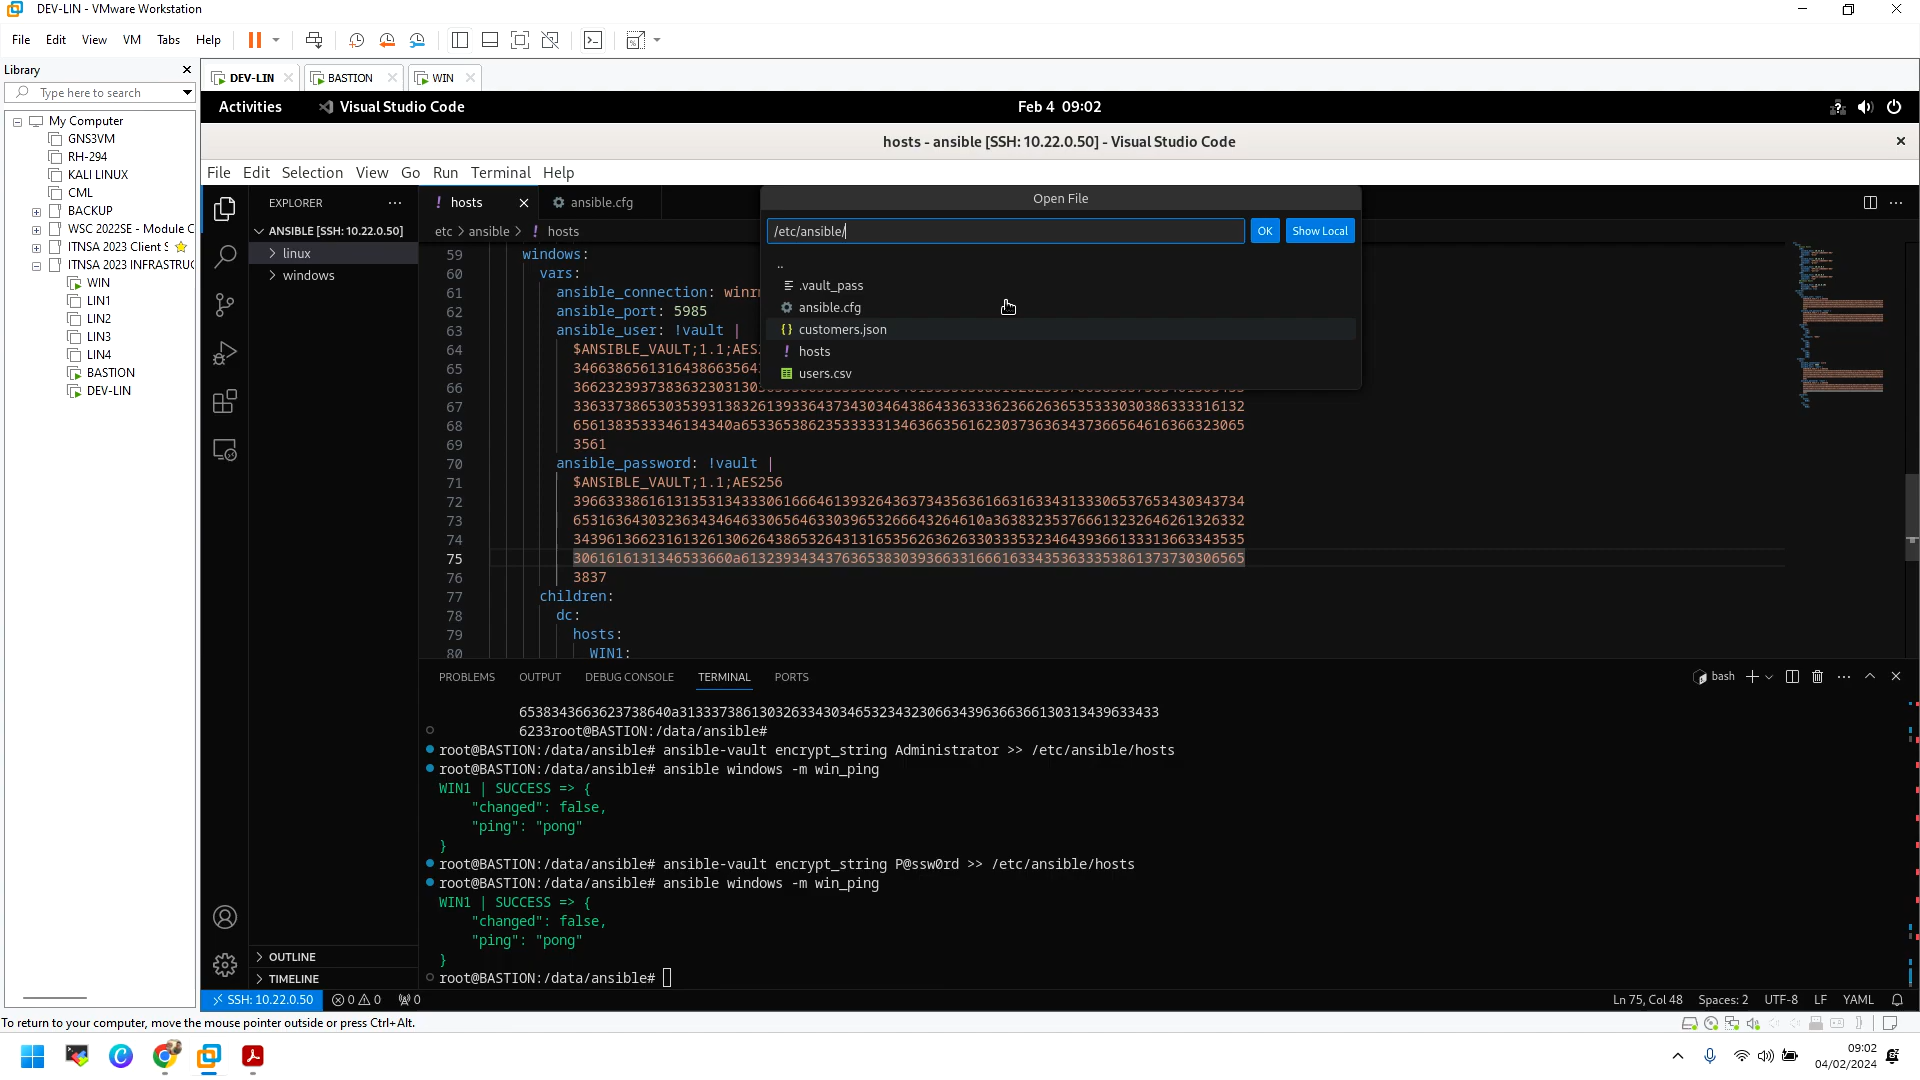 DEV-LIN - VMware Workstation
File Edit View VM Tabs Help
Library
Type here to search
My Computer
GNS3VM
RH-294
KALI LINUX
CML
BACKUP
WSC 2022SE - Module C
ITNSA 2023 Client S
ITNSA 2023 INFRASTRUC
WIN
LIN1
LIN2
LIN3
LIN4
BASTION
DEV-LIN
DEV-LIN BASTION WIN
Activities Visual Studio Code Feb 4 09:02
hosts - ansible [SSH: 10.22.0.50] - Visual Studio Code
File Edit Selection View Go Run Terminal Help
EXPLORER
ANSIBLE [SSH: 10.22.0.50]
linux
windows
OUTLINE
TIMELINE
hosts ansible.cfg
etc > ansible > ! hosts
Open File
/etc/ansible/
OK Show Local
..
.vault_pass
ansible.cfg
customers.json
hosts
users.csv
59 windows:
60 vars:
61 ansible_connection:
62 ansible_port: 5985
63 ansible_user: !vault |
64
65
66
67 3363373865303539313832613933643734303464386433633362366263653533303038633316132
68
69 3561
70 ansible_password: !vault |
71 $ANSIBLE_VAULT;1.1;AES256
72
73
74
75
76 3837
77 children:
78 dc:
79 hosts:
80 WIN1:
PROBLEMS OUTPUT DEBUG CONSOLE TERMINAL PORTS
bash
6233root@BASTION:/data/ansible#
root@BASTION:/data/ansible# ansible-vault encrypt_string Administrator >> /etc/ansible/hosts
root@BASTION:/data/ansible# ansible windows -m win_ping
WIN1 | SUCCESS => {
"changed": false,
"ping": "pong"
}
root@BASTION:/data/ansible# ansible-vault encrypt_string P@ssw0rd >> /etc/ansible/hosts
root@BASTION:/data/ansible# ansible windows -m win_ping
WIN1 | SUCCESS => {
"changed": false,
"ping": "pong"
}
root@BASTION:/data/ansible#
SSH: 10.22.0.50 0 0 0 Ln 75, Col 48 Spaces: 2 UTF-8 LF YAML
To return to your computer, move the mouse pointer outside or press Ctrl+Alt.
09:02
04/02/2024